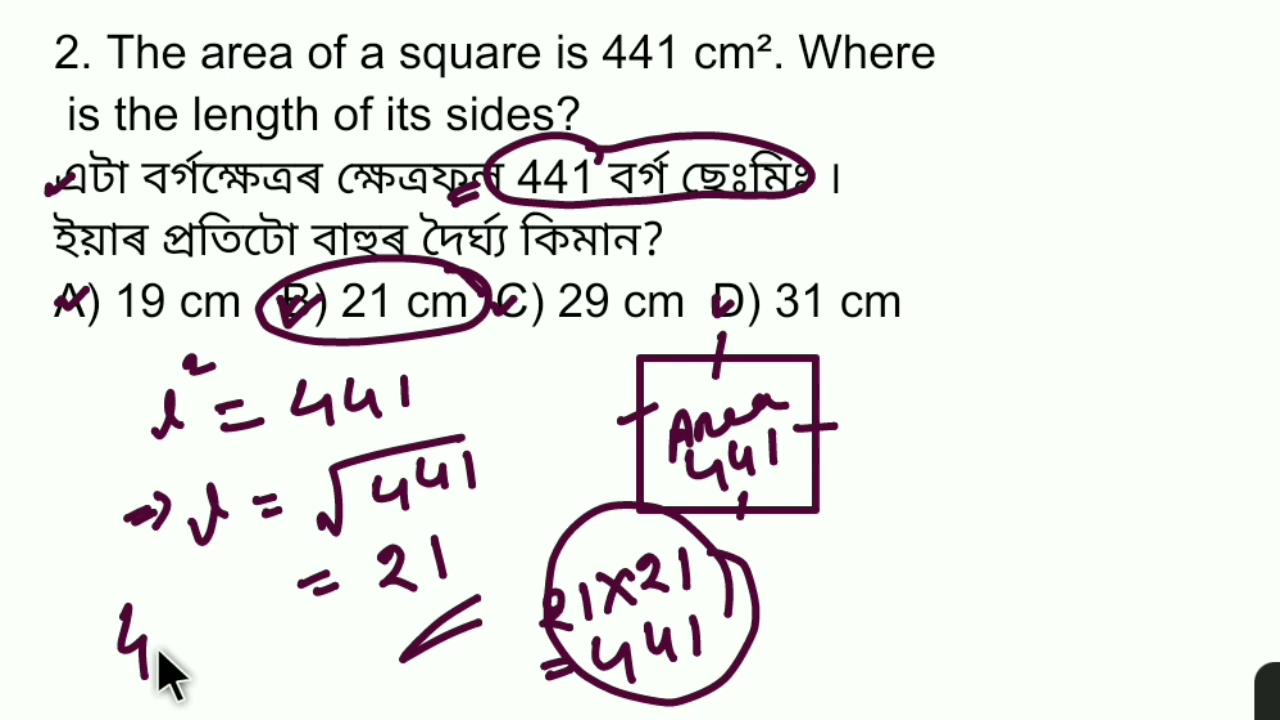 2. The area of a square is 441 cm². Where
is the length of its sides?
এটা বৰ্গক্ষেত্ৰৰ ক্ষেত্ৰফল 441 বৰ্গ ছেঃমিঃ ।
ইয়াৰ প্ৰতিটো বাহুৰ দৈৰ্ঘ্য কিমান?
A) 19 cm B) 21 cm C) 29 cm D) 31 cm
l² = 441
⇒ l = √441
= 21
4
Area
441
21×21
= 441